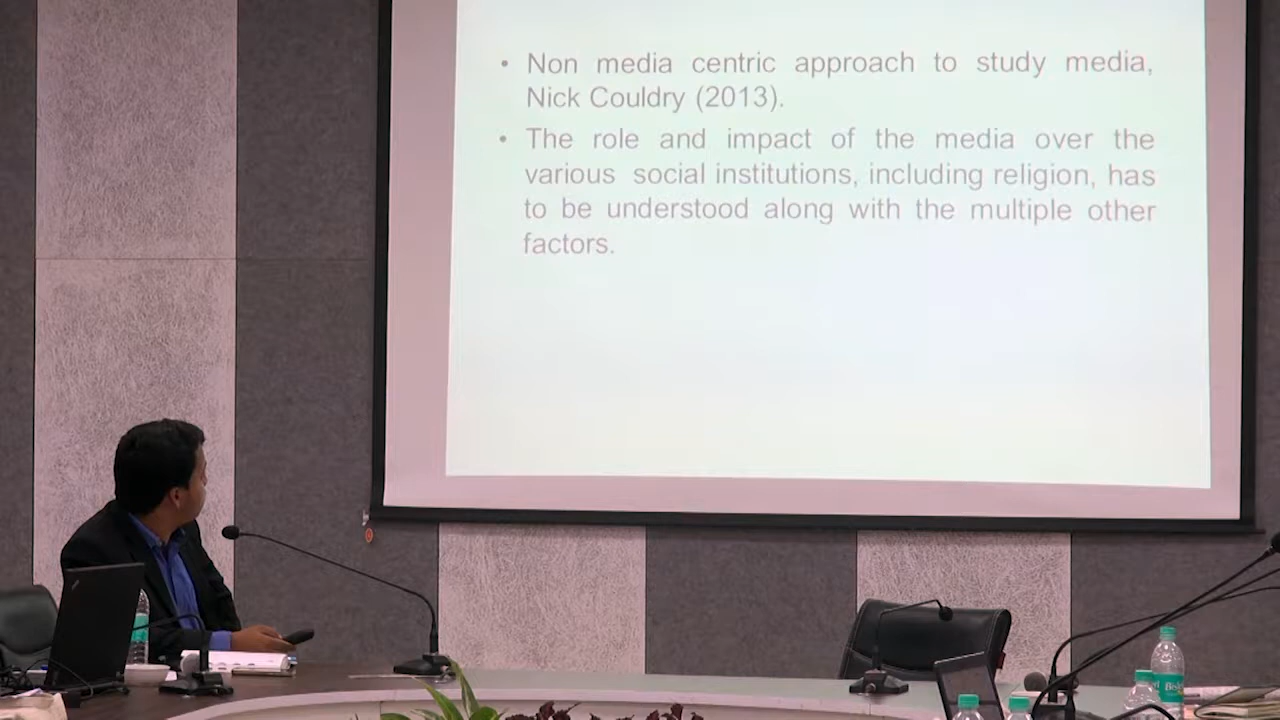 • Non media centric approach to study media,
Nick Couldry (2013).
• The role and impact of the media over the
various social institutions, including religion, has
to be understood along with the multiple other
factors.